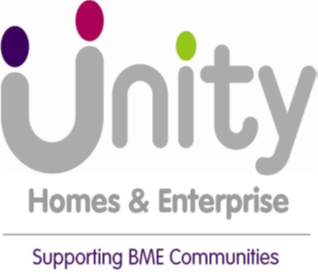 Unity
Homes & Enterprise
Supporting BME Communities